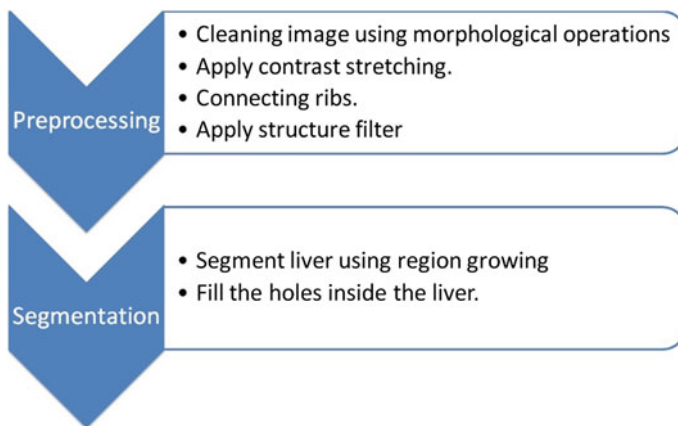 Preprocessing
• Cleaning image using morphological operations
• Apply contrast stretching.
• Connecting ribs.
• Apply structure filter
Segmentation
• Segment liver using region growing
• Fill the holes inside the liver.